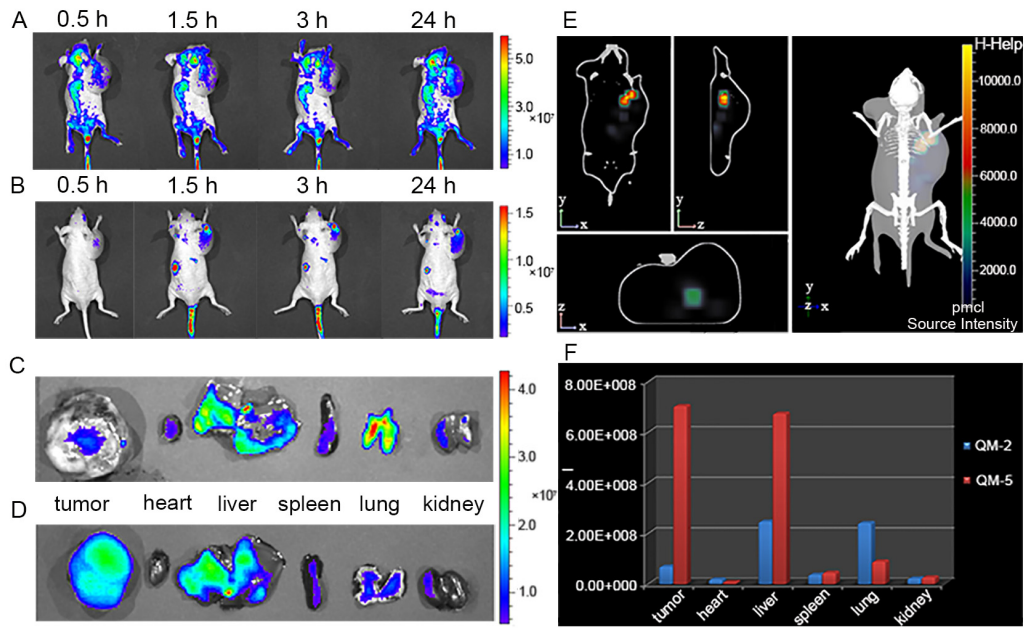 A
0.5 h 1.5 h 3 h 24 h
5.0
3.0
×10⁷
1.0
B
0.5 h 1.5 h 3 h 24 h
1.5
1.0
×10⁷
0.5
C
4.0
3.0
×10⁷
2.0
1.0
tumor heart liver spleen lung kidney
D
E
y
x
y
z
z
x
H-Help
10000.0
8000.0
6000.0
4000.0
2000.0
y
z x
pmcl
Source Intensity
F
8.00E+008
6.00E+008
4.00E+008
2.00E+008
0.00+000
I
QM-2
QM-5
tumor heart liver spleen lung kidney